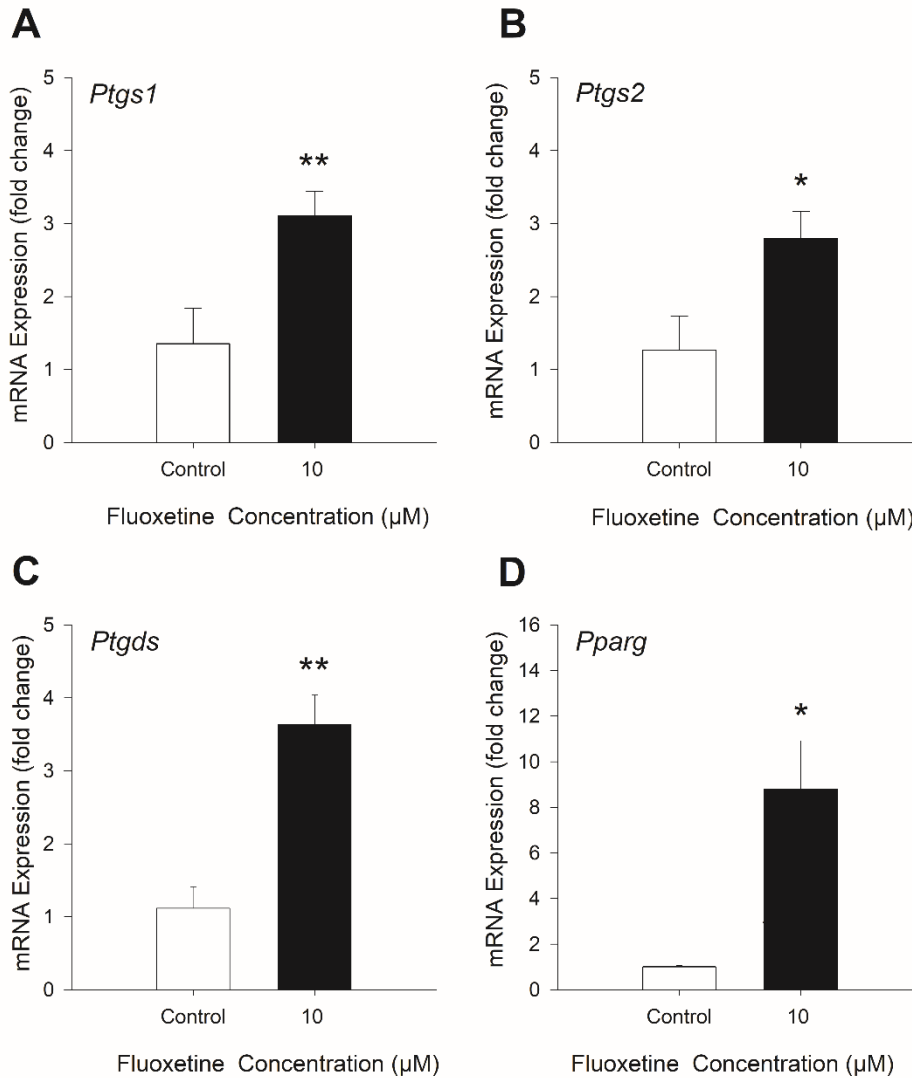 A
mRNA Expression (fold change)
5
4
3
2
1
0
Ptgs1
**
Control
10
Fluoxetine Concentration (µM)
B
mRNA Expression (fold change)
5
4
3
2
1
0
Ptgs2
*
Control
10
Fluoxetine Concentration (µM)
C
mRNA Expression (fold change)
5
4
3
2
1
0
Ptgds
**
Control
10
Fluoxetine Concentration (µM)
D
mRNA Expression (fold change)
16
14
12
10
8
6
4
2
0
Pparg
*
Control
10
Fluoxetine Concentration (µM)